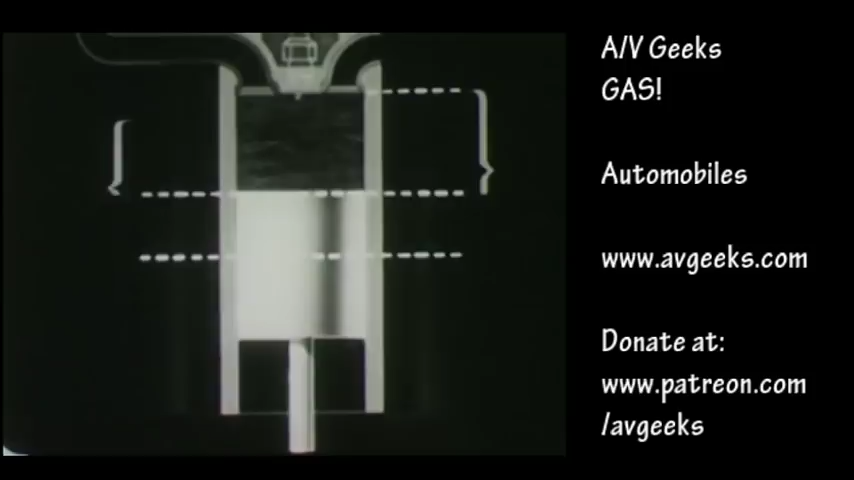 A/V Geeks
GAS!
Automobiles
www.avgeeks.com
Donate at:
www.patreon.com
/avgeeks